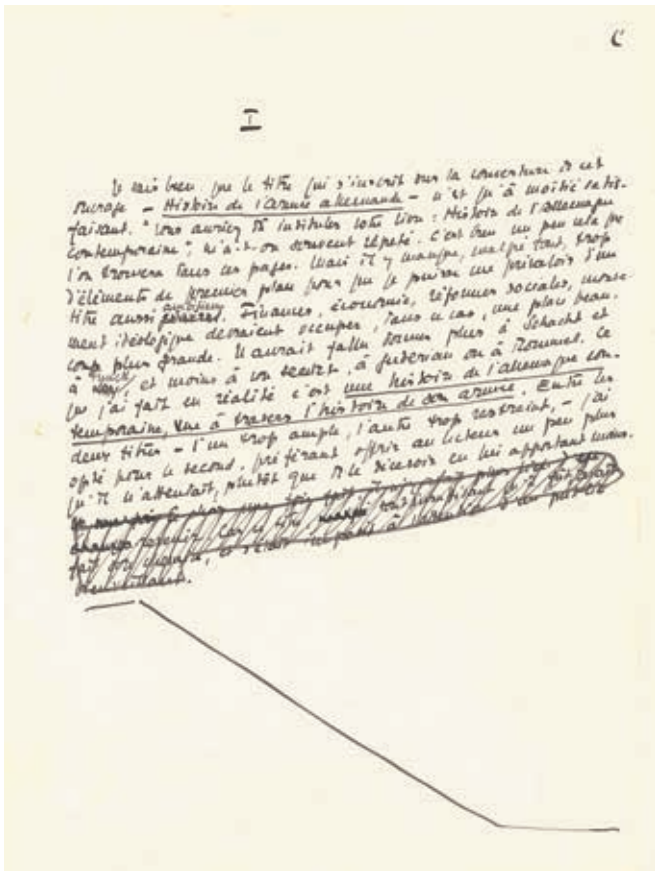 C
I
Je sais bien que le titre qui s'inscrit sur la couverture de cet
ouvrage – Histoire de l'armée allemande – n'est qu'à moitié satis-
faisant. "Vous auriez dû intituler votre livre : Histoire de l'Allemagne
contemporaine", m'a-t-on souvent répété. C'est bien un peu cela que
l'on trouvera dans ces pages. Mais il y manque, malgré tout, trop
d'éléments de premier plan pour que je puisse me prévaloir d'un
titre aussi ambitieux. Finances, économie, réformes sociales, mouve-
ment idéologique devraient occuper, dans ce cas, une place beau-
coup plus grande. Il aurait fallu donner plus à Schacht et
à et moins à von Seeckt, à Guderian ou à Rommel. Ce
que j'ai fait en réalité c'est une histoire de l'Allemagne con-
temporaine, vue à travers l'histoire de son armée. Entre les
deux titres – l'un trop ample, l'autre trop restreint, – j'ai
opté pour le second, préférant offrir au lecteur un peu plus
qu'il n'attendait, plutôt que de le décevoir en lui apportant moins.